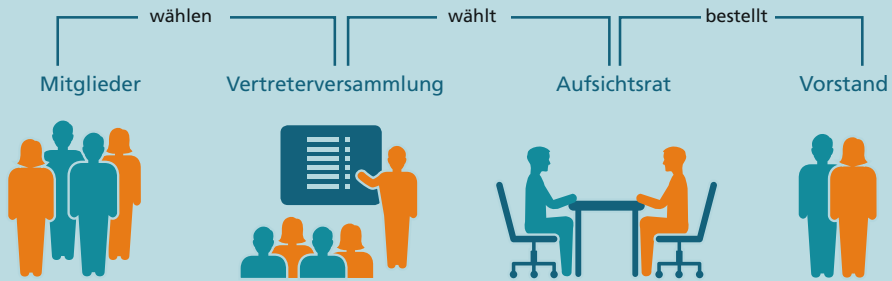 wählen wählt bestellt
Mitglieder Vertreterversammlung Aufsichtsrat Vorstand